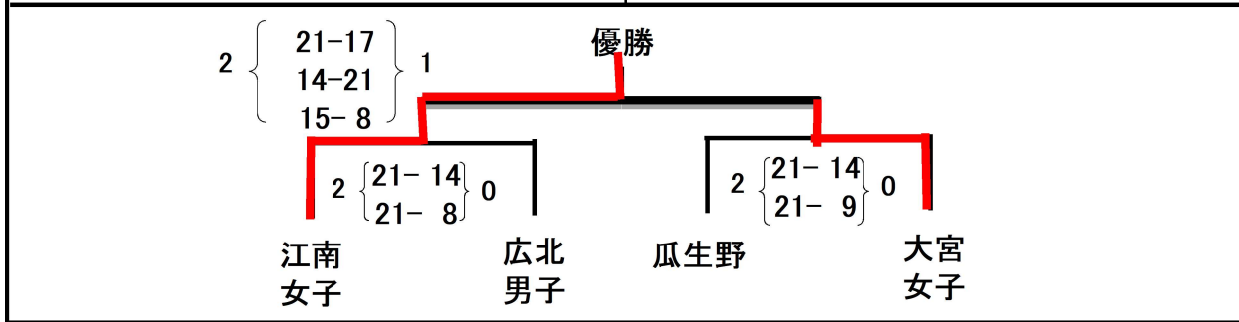 優勝
2 { 21-17 } 1
14-21
15- 8
2 { 21- 14 } 0
21- 8
2 { 21- 14 } 0
21- 9
江南
女子
広北
男子
瓜生野
大宮
女子